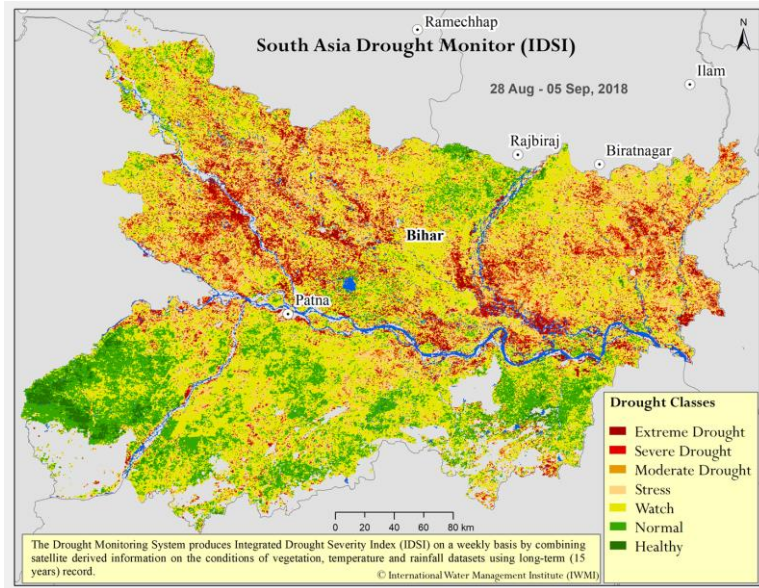 Ramechhap
South Asia Drought Monitor (IDSI)
N
Ilam
28 Aug - 05 Sep, 2018
Rajbiraj
Biratnagar
Bihar
Patna
Drought Classes
Extreme Drought
Severe Drought
Moderate Drought
Stress
Watch
Normal
Healthy
0 20 40 80 km
The Drought Monitoring System produces Integrated Drought Severity Index (IDSI) on a weekly basis by combining
satellite derived information on the conditions of vegetation, temperature and rainfall datasets using long-term (15
years) record.
© International Water Management Institute (IWMI)